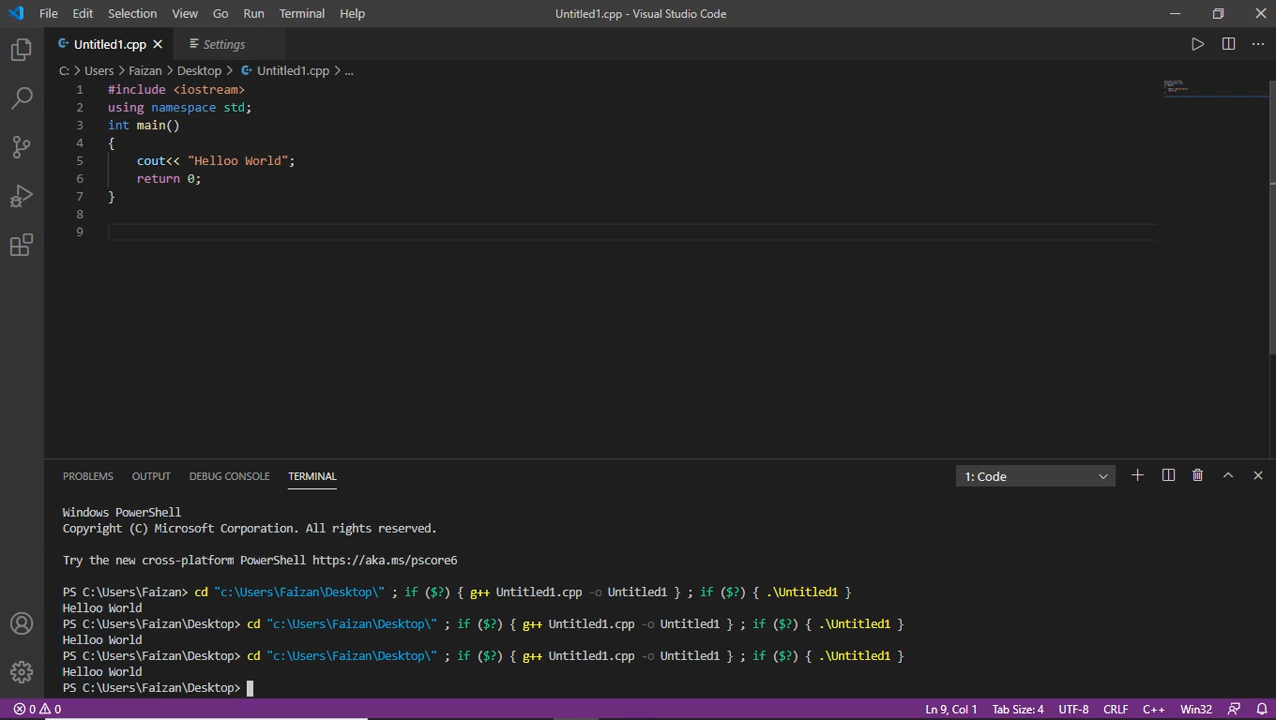 File Edit Selection View Go Run Terminal Help Untitled1.cpp - Visual Studio Code
Untitled1.cpp Settings
C: > Users > Faizan > Desktop > Untitled1.cpp > ...
1 #include <iostream>
2 using namespace std;
3 int main()
4 {
5 cout<< "Helloo World";
6 return 0;
7 }
8
9
PROBLEMS OUTPUT DEBUG CONSOLE TERMINAL 1: Code
Windows PowerShell
Copyright (C) Microsoft Corporation. All rights reserved.
Try the new cross-platform PowerShell https://aka.ms/pscore6
PS C:\Users\Faizan> cd "c:\Users\Faizan\Desktop\" ; if ($?) { g++ Untitled1.cpp -o Untitled1 } ; if ($?) { .\Untitled1 }
Helloo World
PS C:\Users\Faizan\Desktop> cd "c:\Users\Faizan\Desktop\" ; if ($?) { g++ Untitled1.cpp -o Untitled1 } ; if ($?) { .\Untitled1 }
Helloo World
PS C:\Users\Faizan\Desktop> cd "c:\Users\Faizan\Desktop\" ; if ($?) { g++ Untitled1.cpp -o Untitled1 } ; if ($?) { .\Untitled1 }
Helloo World
PS C:\Users\Faizan\Desktop>
0 0 Ln 9, Col 1 Tab Size: 4 UTF-8 CRLF C++ Win32